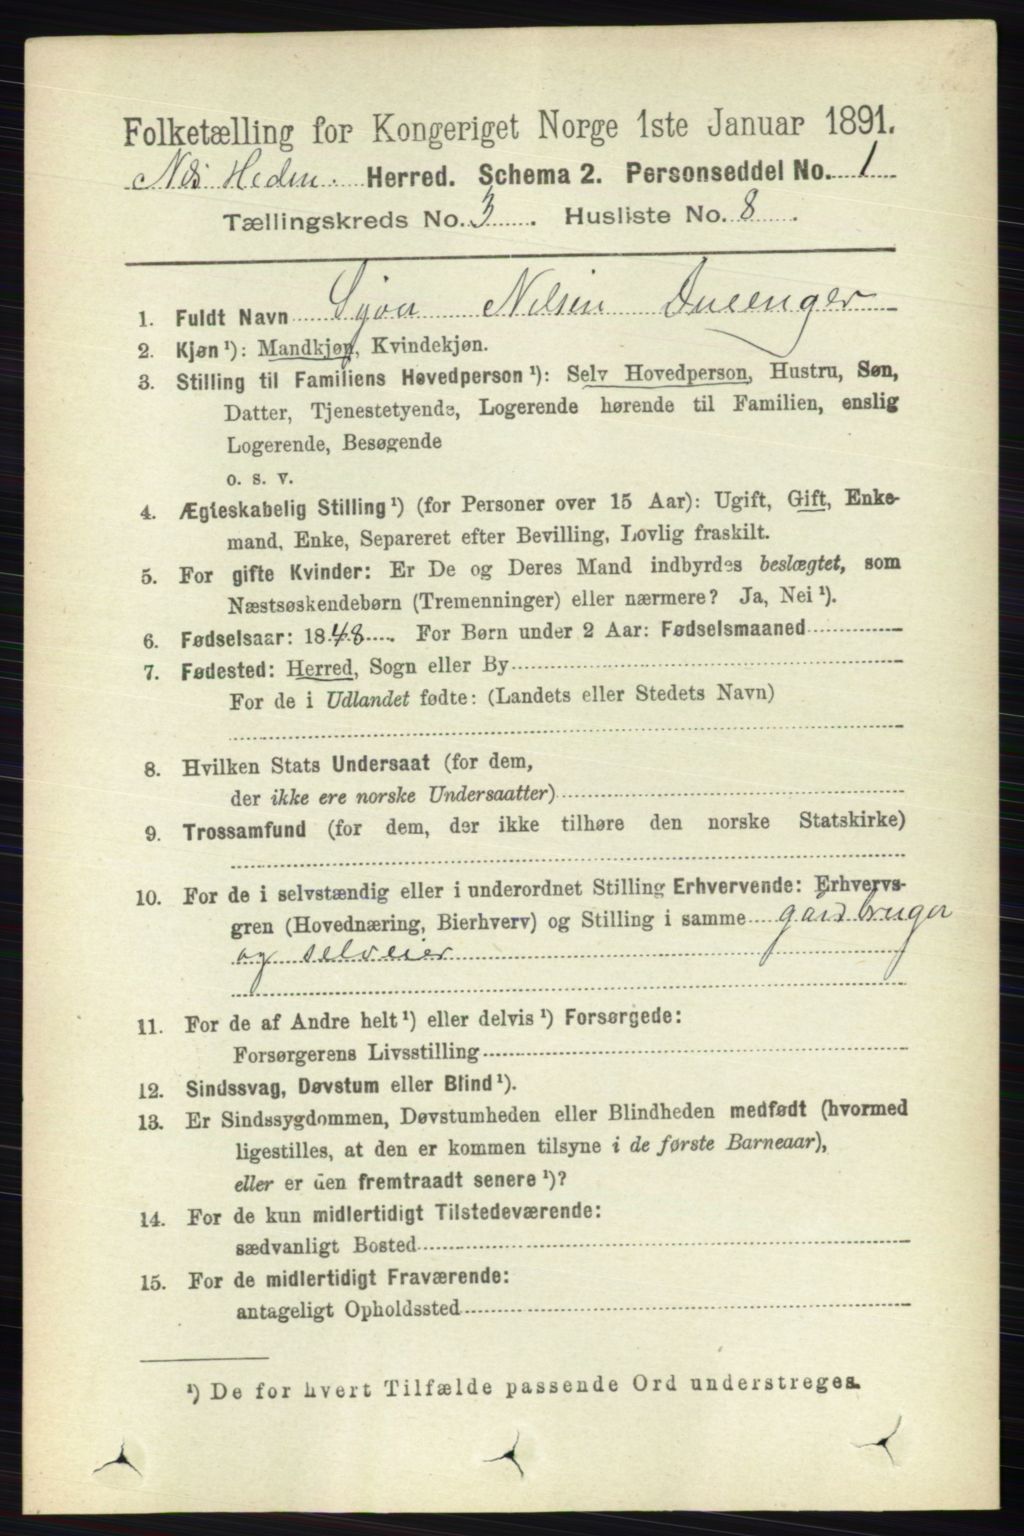 Folketælling for Kongeriget Norge 1ste Januar 1891.
Nes Heden. Herred. Schema 2. Personseddel No. 1
Tællingskreds No. 3. Husliste No. 8.
1. Fuldt Navn Nilsen
2. Kjøn¹): Mandkjøn, Kvindekjøn.
3. Stilling til Familiens Hovedperson¹): Selv Hovedperson, Hustru, Søn,
Datter, Tjenestetyende, Logerende hørende til Familien, enslig
Logerende, Besøgende
o. s. v.
4. Ægteskabelig Stilling¹) (for Personer over 15 Aar): Ugift, Gift, Enke-
mand, Enke, Separeret efter Bevilling, Lovlig fraskilt.
5. For gifte Kvinder: Er De og Deres Mand indbyrdes beslægtet, som
Næstsøskendebørn (Tremenninger) eller nærmere? Ja, Nei¹).
6. Fødselsaar: 1848. For Børn under 2 Aar: Fødselsmaaned
7. Fødested: Herred, Sogn eller By
For de i Udlandet fødte: (Landets eller Stedets Navn)
8. Hvilken Stats Undersaat (for dem,
der ikke ere norske Undersaatter)
9. Trossamfund (for dem, der ikke tilhøre den norske Statskirke)
10. For de i selvstændig eller i underordnet Stilling Erhvervende: Erhvervs-
gren (Hovednæring, Bierhverv) og Stilling i samme gaardbruger
og selveier
11. For de af Andre helt¹) eller delvis¹) Forsørgede:
Forsørgerens Livsstilling
12. Sindssvag, Døvstum eller Blind¹).
13. Er Sindssygdommen, Døvstumheden eller Blindheden medfødt (hvormed
ligestilles, at den er kommen tilsyne i de første Barneaar),
eller er den fremtraadt senere¹)?
14. For de kun midlertidigt Tilstedeværende:
sædvanligt Bosted
15. For de midlertidigt Fraværende:
antageligt Opholdssted
¹) De for hvert Tilfælde passende Ord understreges.